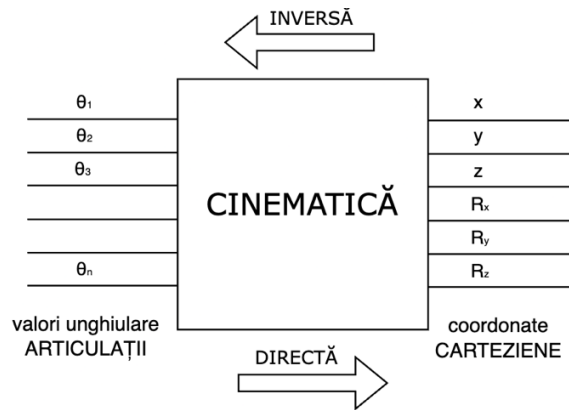 INVERSĂ
θ₁
θ₂
θ₃
θₙ
CINEMATICĂ
x
y
z
Rₓ
Rᵧ
R_z
valori unghiulare
ARTICULAȚII
coordonate
CARTEZIENE
DIRECTĂ